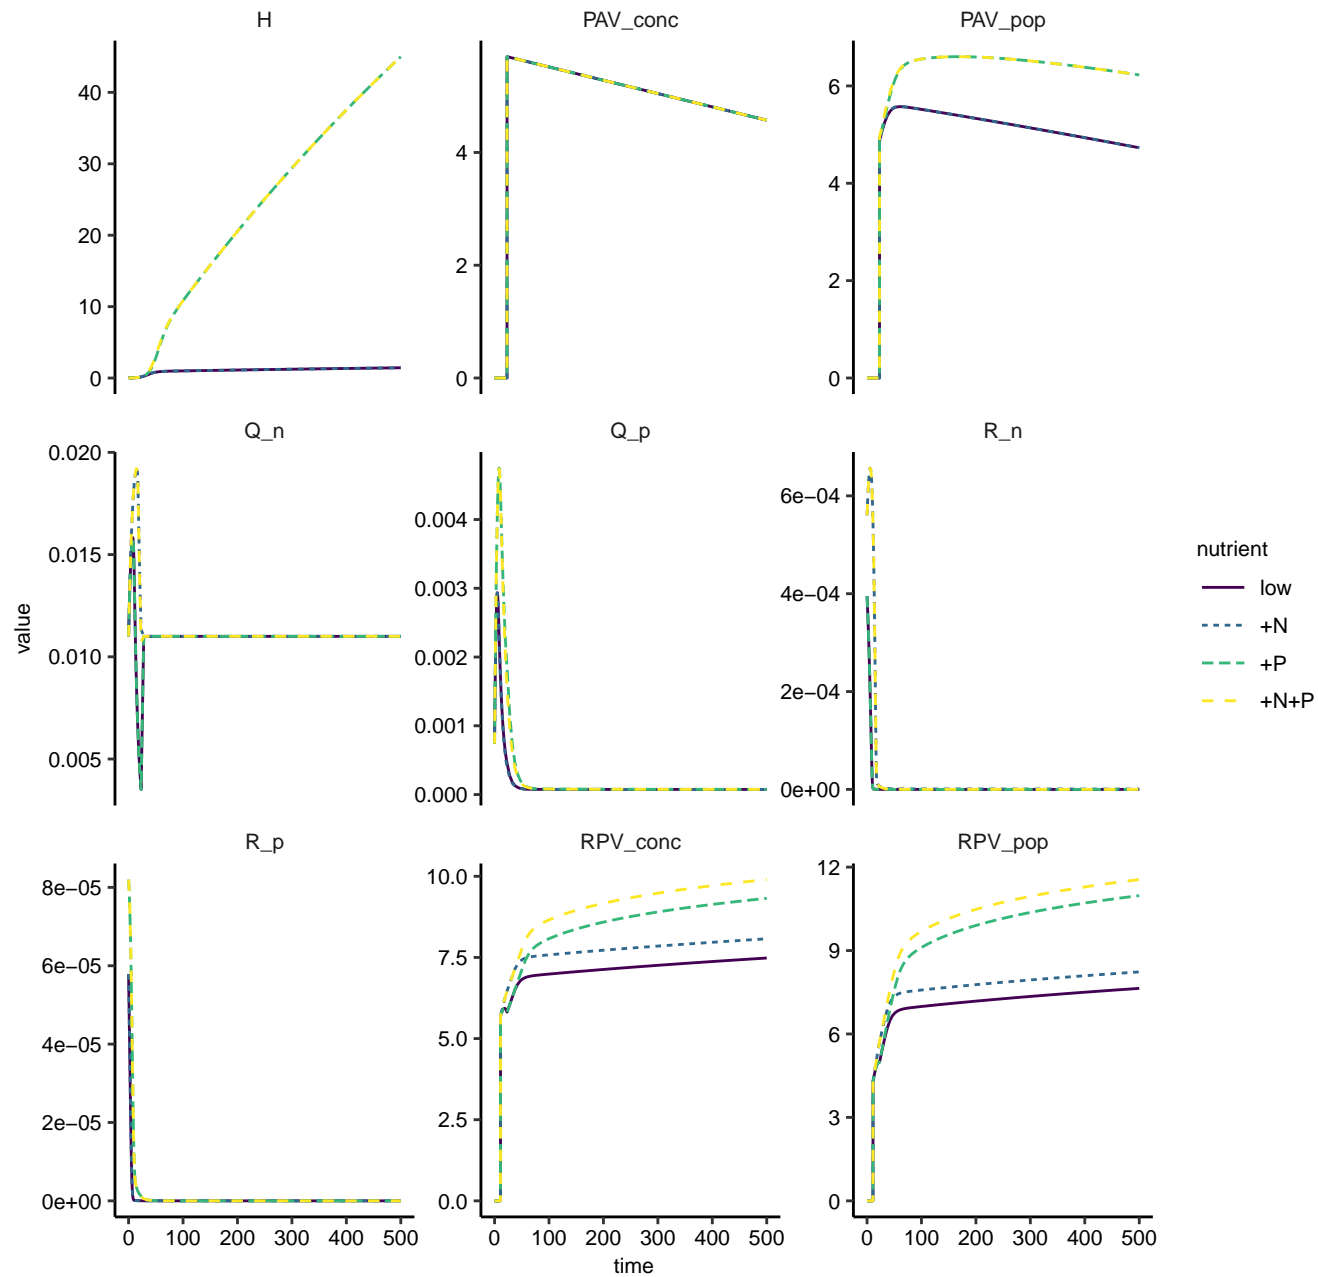 H
PAV_conc
PAV_pop
40
30
20
10
0
4
2
0
6
4
2
0
Q_n
Q_p
R_n
0.020
0.015
0.010
0.005
0.004
0.003
0.002
0.001
0.000
6e−04
4e−04
2e−04
0e+00
value
nutrient
low
+N
+P
+N+P
R_p
RPV_conc
RPV_pop
8e−05
6e−05
4e−05
2e−05
0e+00
10.0
7.5
5.0
2.5
0.0
12
9
6
3
0
0 100 200 300 400 500
0 100 200 300 400 500
0 100 200 300 400 500
time